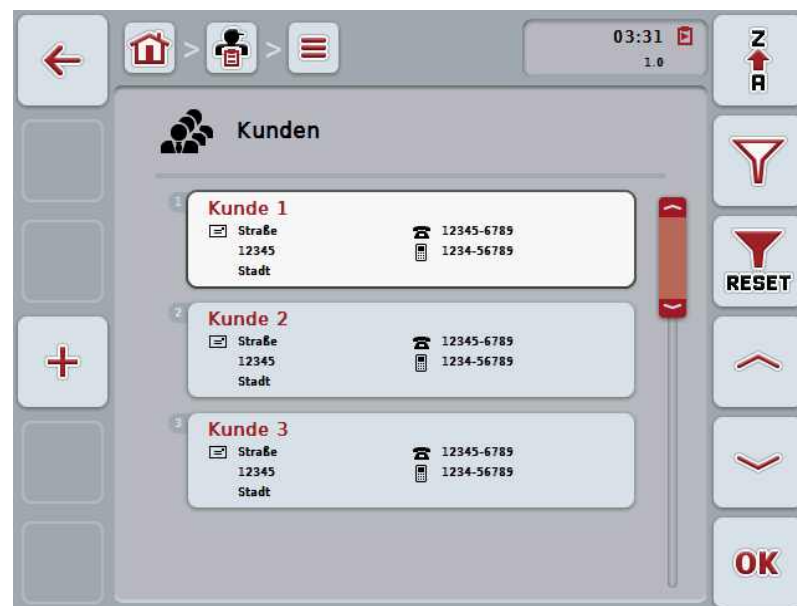 03:31
1.0
Z
A
Kunden
1
Kunde 1
Straße 12345-6789
12345 1234-56789
Stadt
RESET
2
Kunde 2
Straße 12345-6789
12345 1234-56789
Stadt
3
Kunde 3
Straße 12345-6789
12345 1234-56789
Stadt
OK